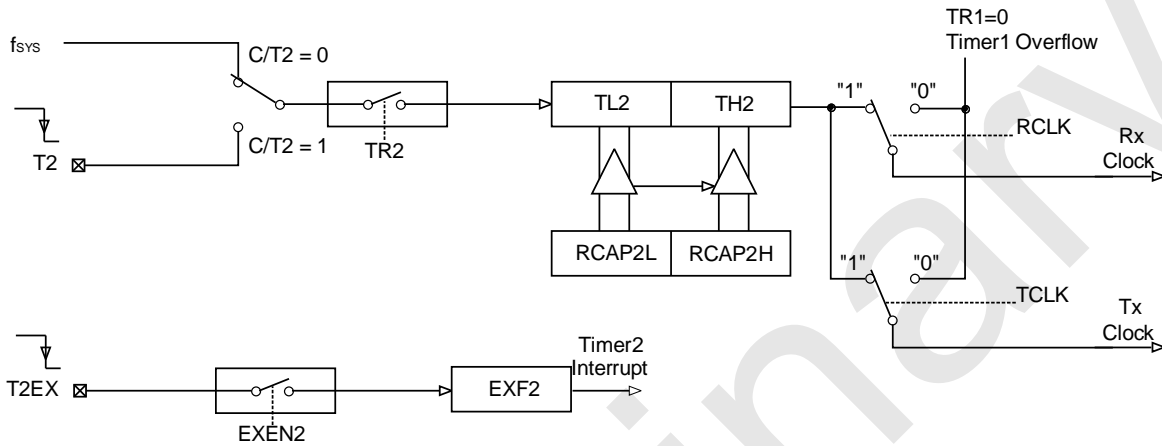 TR1=0
Timer1 Overflow
fSYS
C/T2 = 0
T2
C/T2 = 1
TR2
TL2
TH2
"1"
"0"
RCLK
Rx
Clock
RCAP2L
RCAP2H
"1"
"0"
TCLK
Tx
Clock
T2EX
EXEN2
EXF2
Timer2
Interrupt
inary